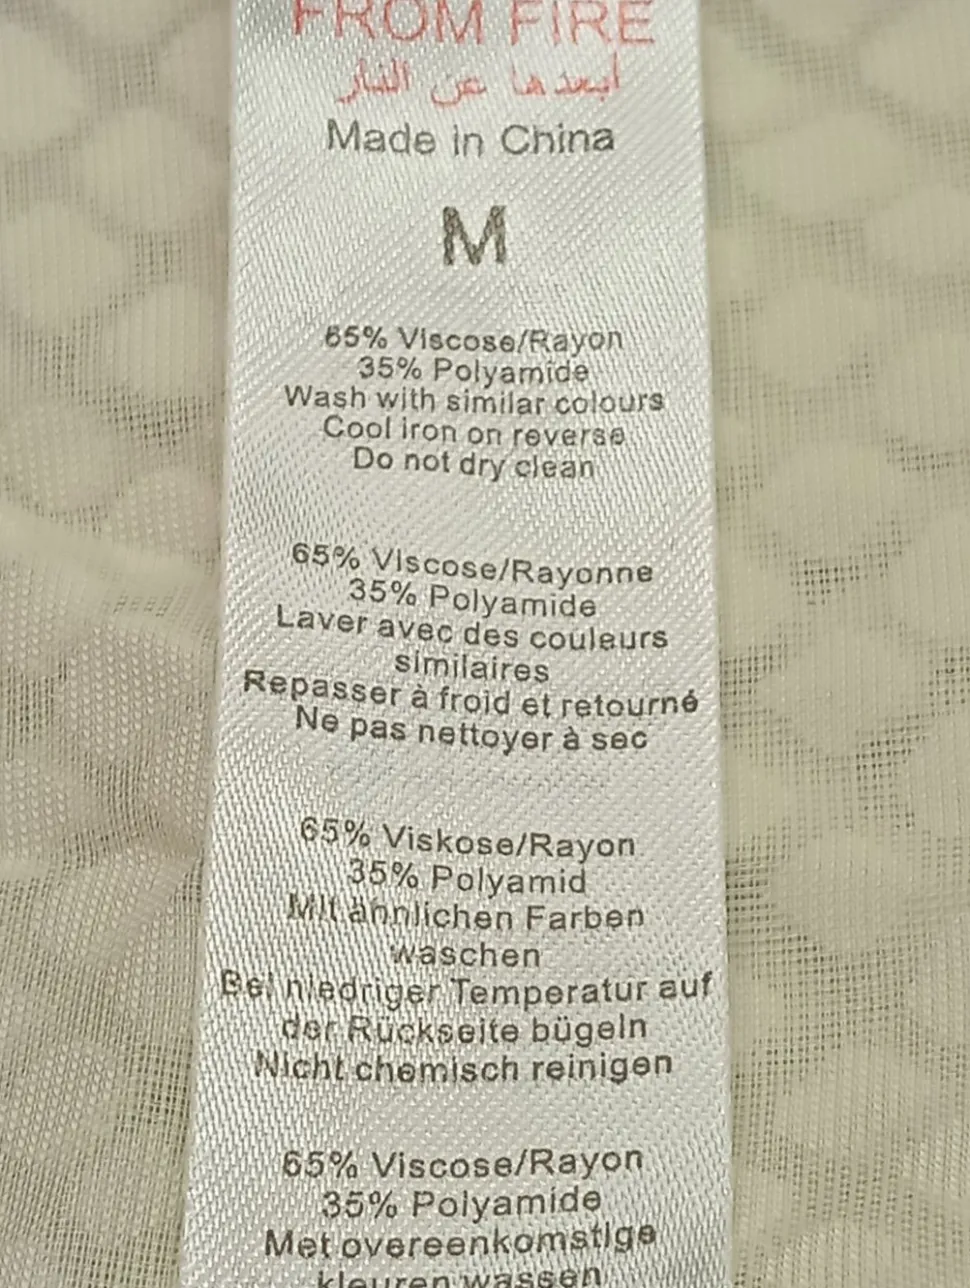 FROM FIRE
أبعدها عن النار
Made in China
M
65% Viscose/Rayon
35% Polyamide
Wash with similar colours
Cool iron on reverse
Do not dry clean
65% Viscose/Rayonne
35% Polyamide
Laver avec des couleurs
similaires
Repasser à froid et retourné
Ne pas nettoyer à sec
65% Viskose/Rayon
35% Polyamid
Mit ähnlichen Farben
waschen
Bei niedriger Temperatur auf
der Rückseite bügeln
Nicht chemisch reinigen
65% Viscose/Rayon
35% Polyamide
Met overeenkomstige
kleuren wassen